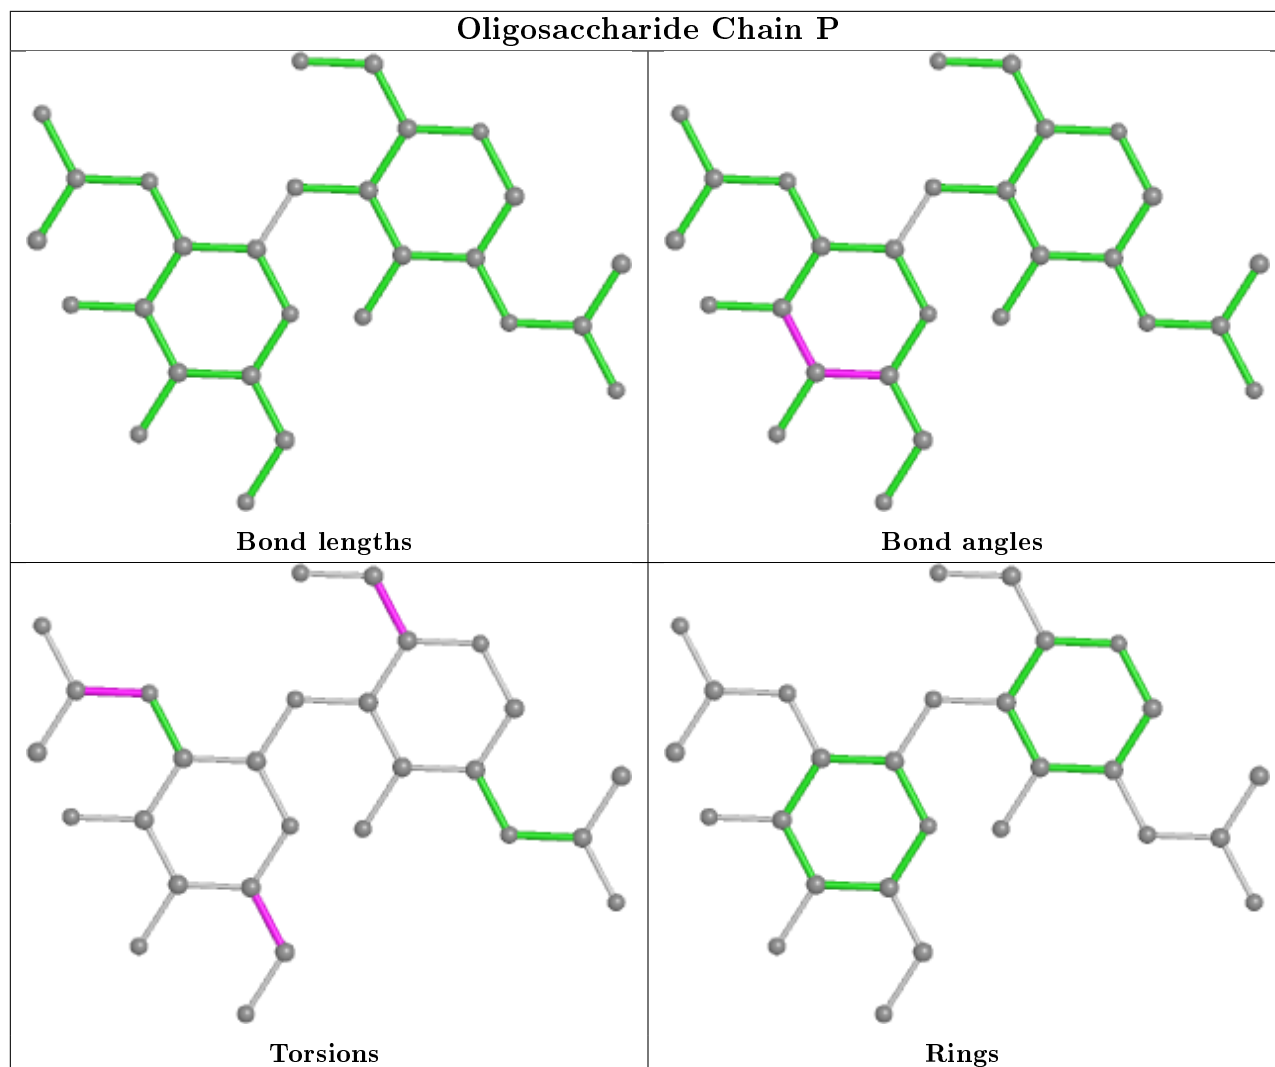 Oligosaccharide Chain P
Bond lengths
Bond angles
Torsions
Rings